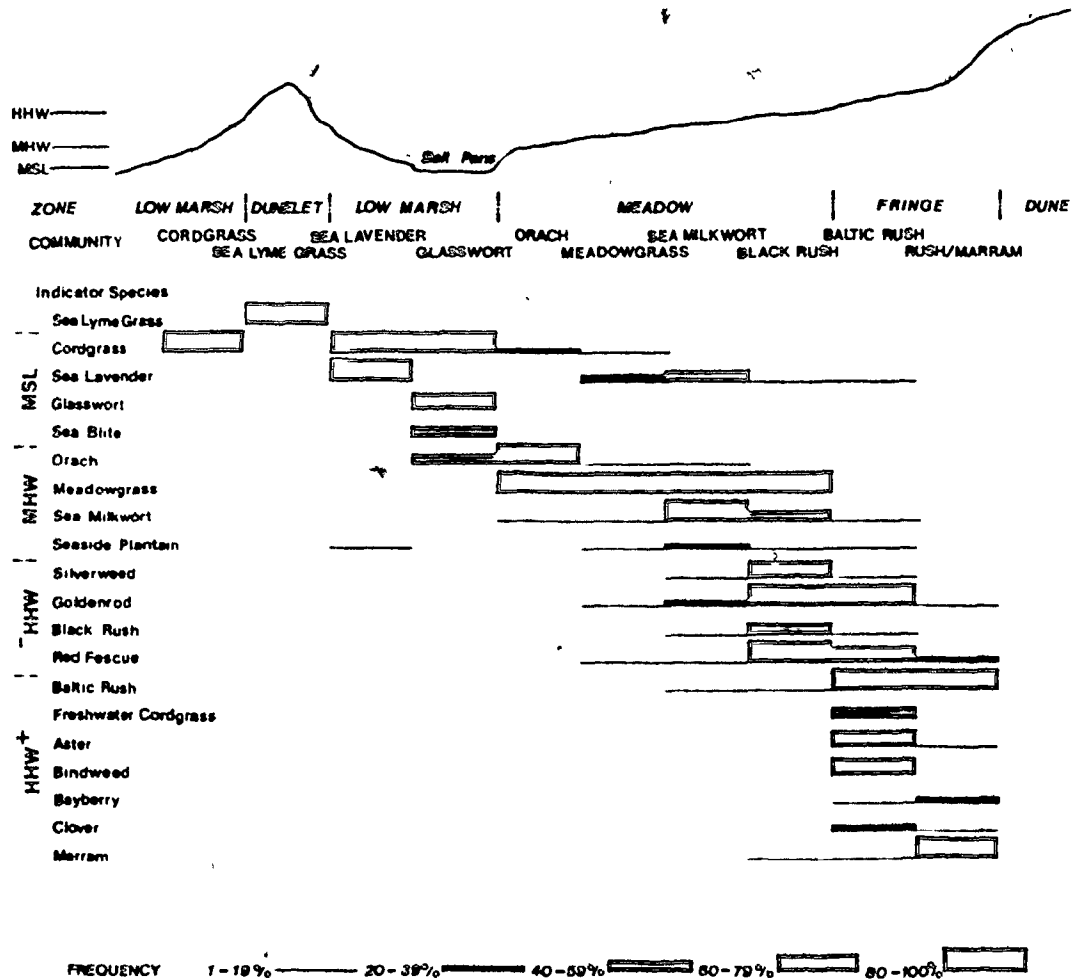 HHW
MHW
MSL
Salt Pans
ZONE LOW MARSH DUNELET LOW MARSH MEADOW FRINGE DUNE
COMMUNITY CORDGRASS SEA LYME GRASS SEA LAVENDER GLASSWORT ORACH MEADOWGRASS SEA MILKWORT BLACK RUSH BALTIC RUSH RUSH/MARRAM
Indicator Species
Sea Lyme Grass
MSL
Cordgrass
Sea Lavender
Glasswort
Sea Blite
MHW
Orach
Meadowgrass
Sea Milkwort
Seaside Plantain
HHW-
Silverweed
Goldenrod
Black Rush
Red Fescue
HHW+
Baltic Rush
Freshwater Cordgrass
Aster
Bindweed
Bayberry
Clover
Marram
FREQUENCY 1-19% 20-39% 40-59% 60-79% 80-100%